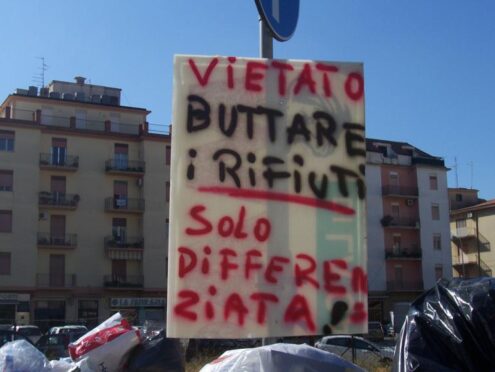 VIETATO
BUTTARE
i RiFiUTi
SOLO
DiFFEREN
ZiATA!